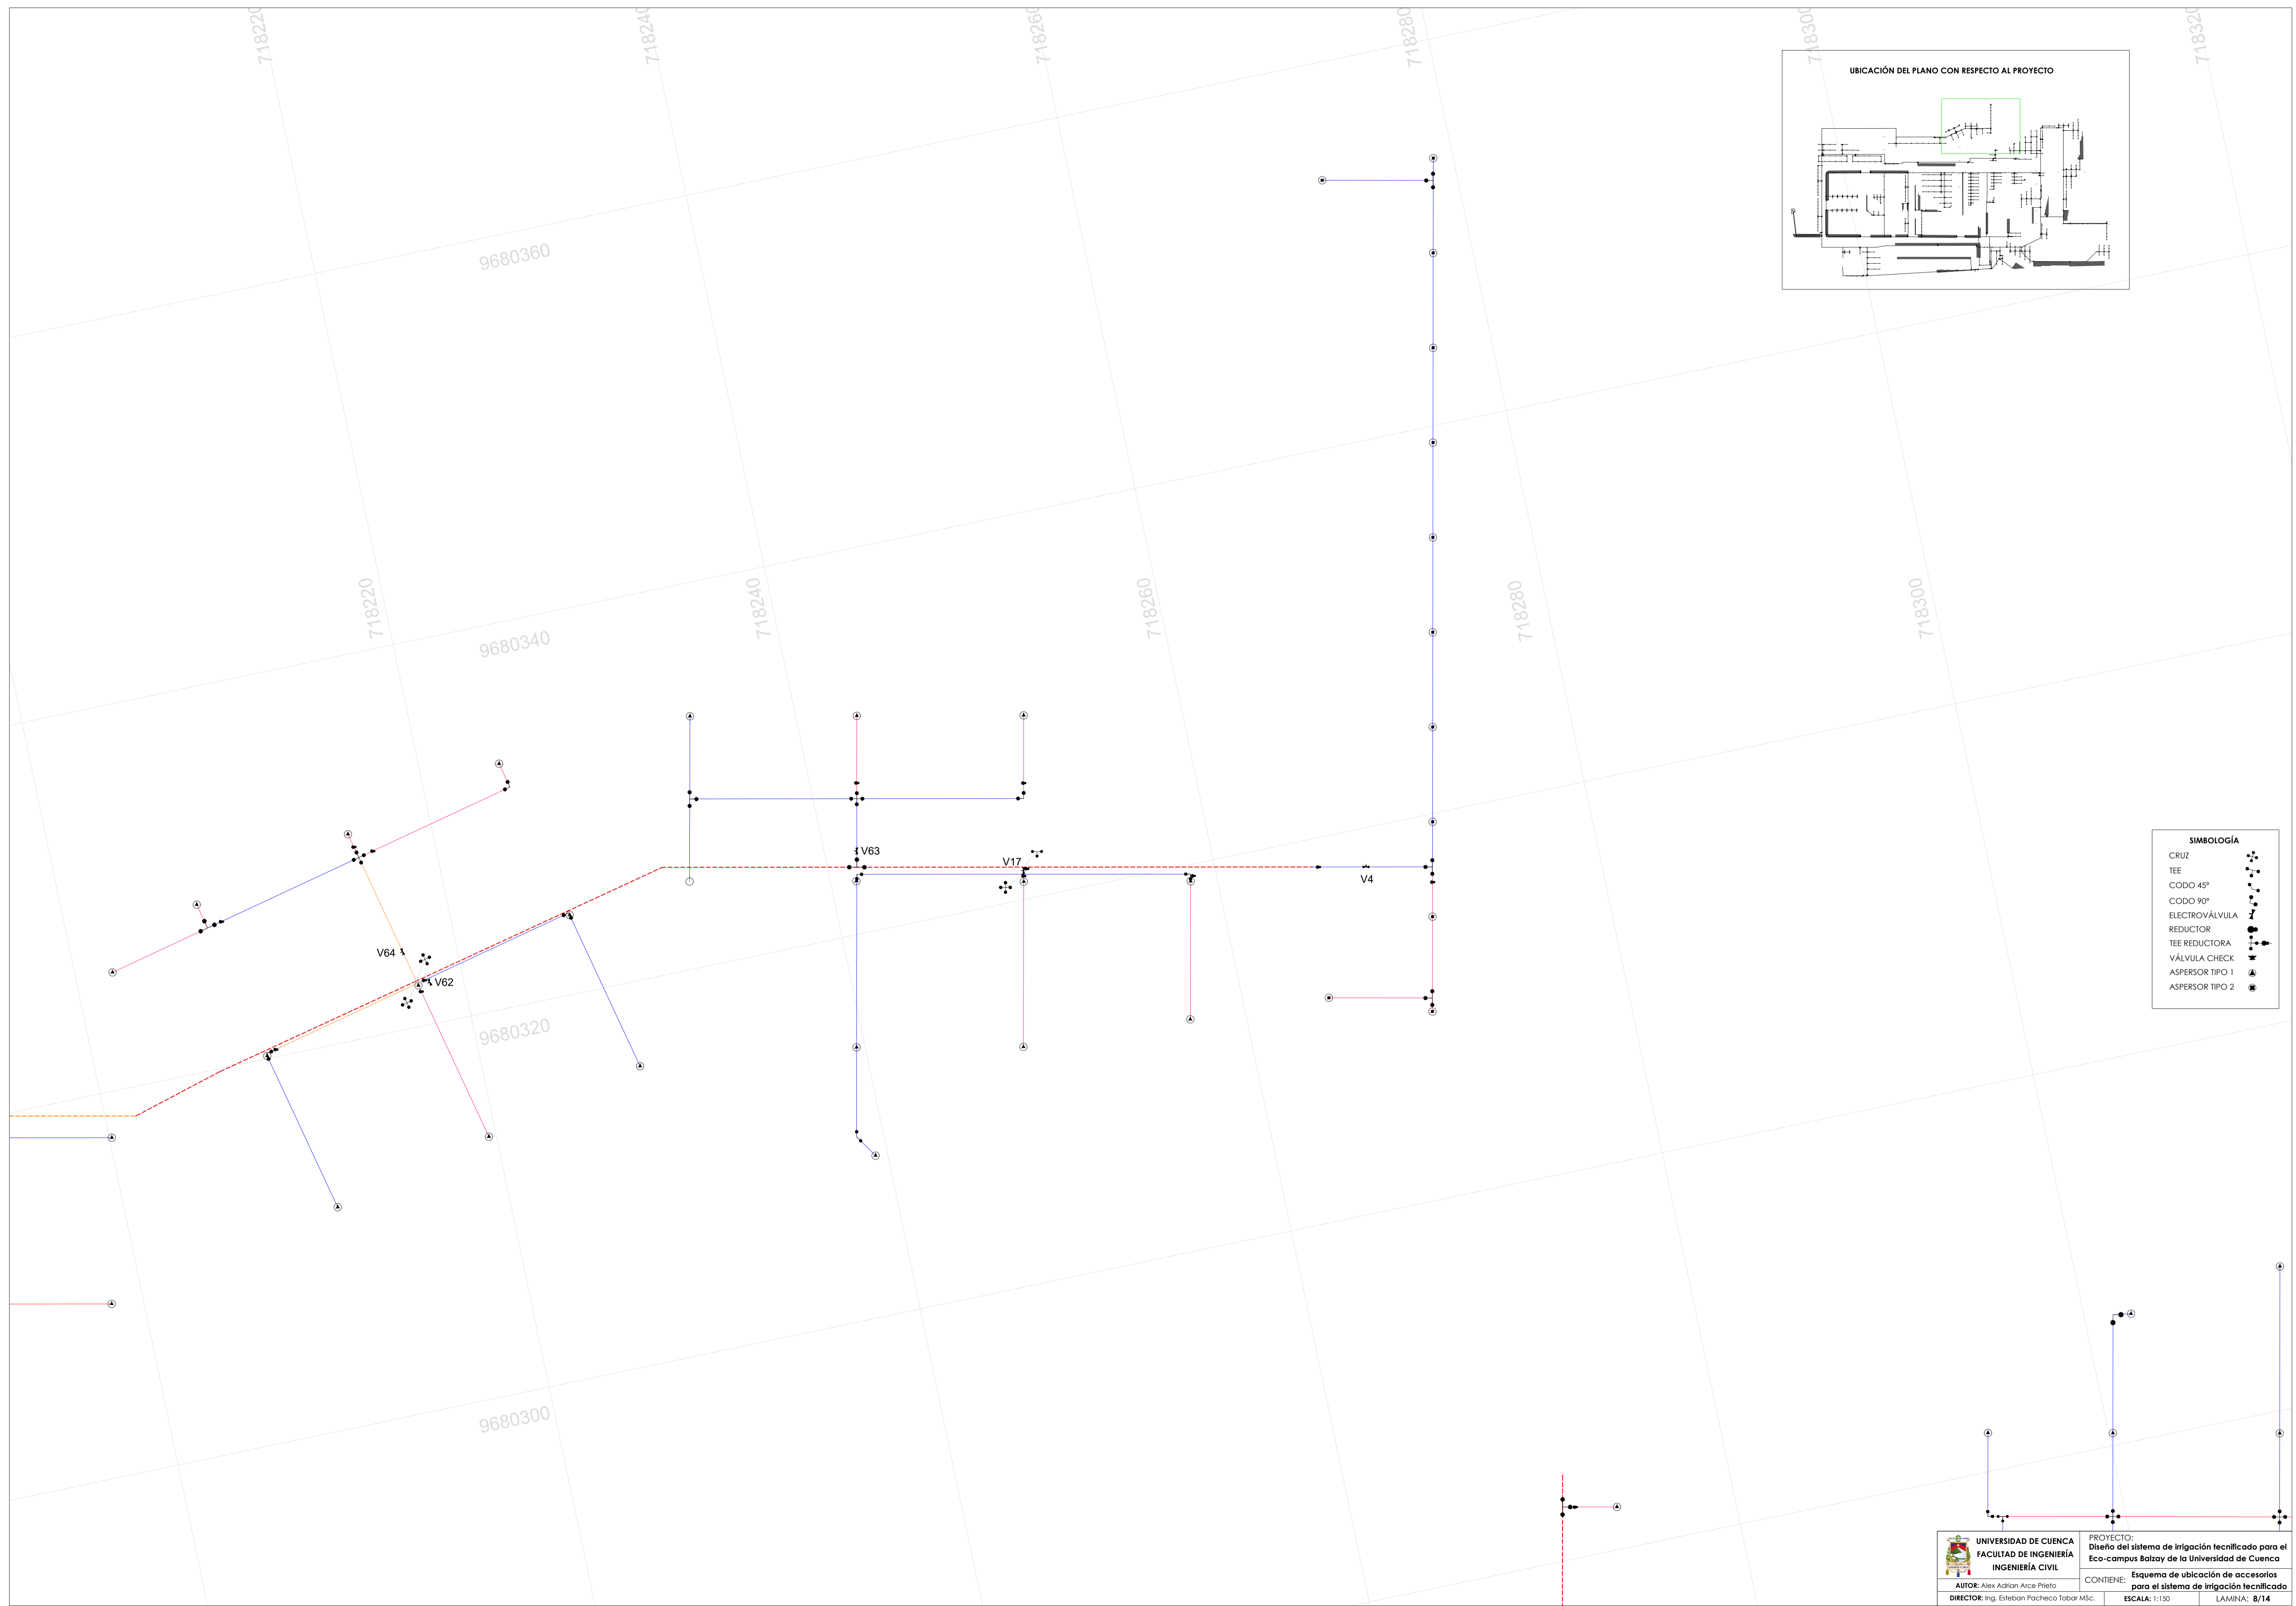 718220
718240
718260
718280
718300
718320
UBICACIÓN DEL PLANO CON RESPECTO AL PROYECTO
9680360
718220
718240
718260
718280
718300
9680340
V63
V17
V4
V64
V62
9680320
9680300
SIMBOLOGÍA
CRUZ
TEE
CODO 45°
CODO 90°
ELECTROVÁLVULA
REDUCTOR
TEE REDUCTORA
VÁLVULA CHECK
ASPERSOR TIPO 1
ASPERSOR TIPO 2
UNIVERSIDAD DE CUENCA
FACULTAD DE INGENIERÍA
INGENIERÍA CIVIL
AUTOR: Alex Adrian Arce Prieto
DIRECTOR: Ing. Esteban Pacheco Tobar MSc.
PROYECTO:
Diseño del sistema de irrigación tecnificado para el
Eco-campus Balzay de la Universidad de Cuenca
CONTIENE: Esquema de ubicación de accesorios
para el sistema de irrigación tecnificado
ESCALA: 1:150
LAMINA: 8/14